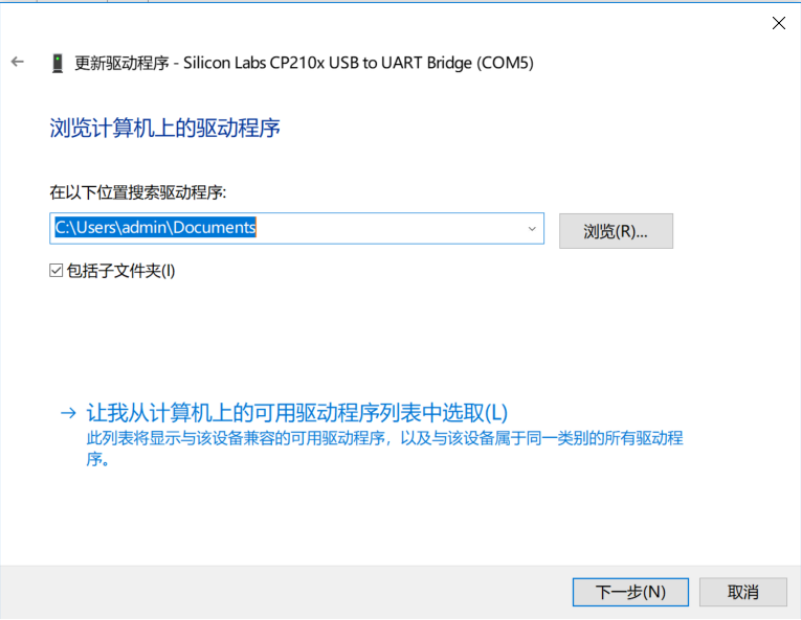 更新驱动程序 - Silicon Labs CP210x USB to UART Bridge (COM5)
浏览计算机上的驱动程序
在以下位置搜索驱动程序:
C:\Users\admin\Documents
浏览(R)...
包括子文件夹(I)
让我从计算机上的可用驱动程序列表中选取(L)
此列表将显示与该设备兼容的可用驱动程序，以及与该设备属于同一类别的所有驱动程
序。
下一步(N)
取消